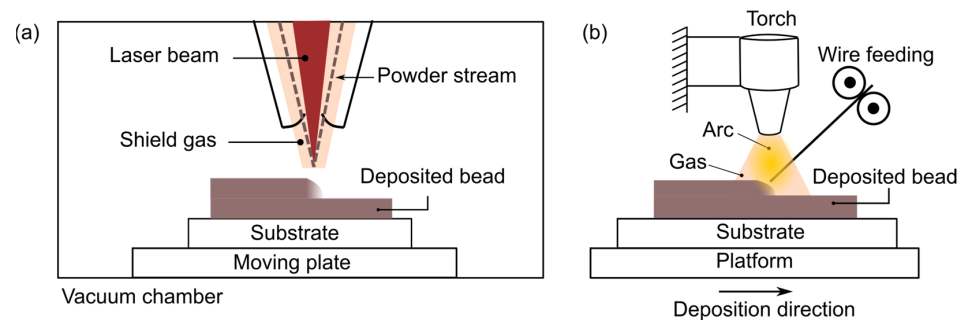 (a)
Laser beam
Powder stream
Shield gas
Deposited bead
Substrate
Moving plate
Vacuum chamber
(b)
Torch
Wire feeding
Arc
Gas
Deposited bead
Substrate
Platform
Deposition direction